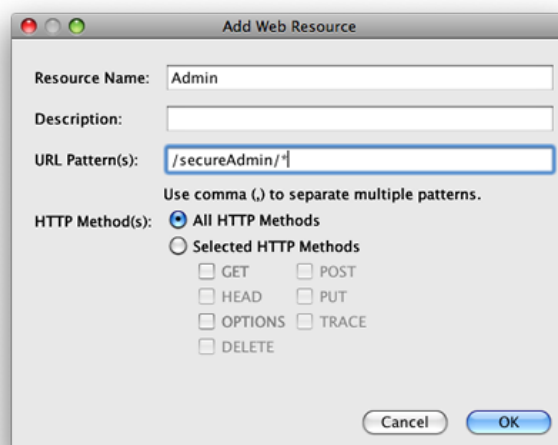 Add Web Resource
Resource Name: Admin
Description:
URL Pattern(s): /secureAdmin/*
Use comma (,) to separate multiple patterns.
HTTP Method(s): All HTTP Methods
Selected HTTP Methods
GET POST
HEAD PUT
OPTIONS TRACE
DELETE
Cancel OK